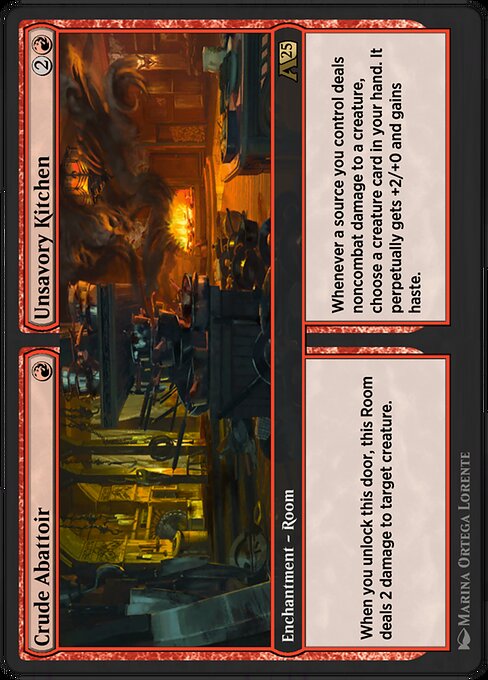 Crude Abattoir
When you unlock this door, this Room
deals 2 damage to target creature.
Unsavory Kitchen
2
Whenever a source you control deals
noncombat damage to a creature,
choose a creature card in your hand. It
perpetually gets +2/+0 and gains
haste.
Enchantment – Room
A25
MARINA ORTEGA LORENTE